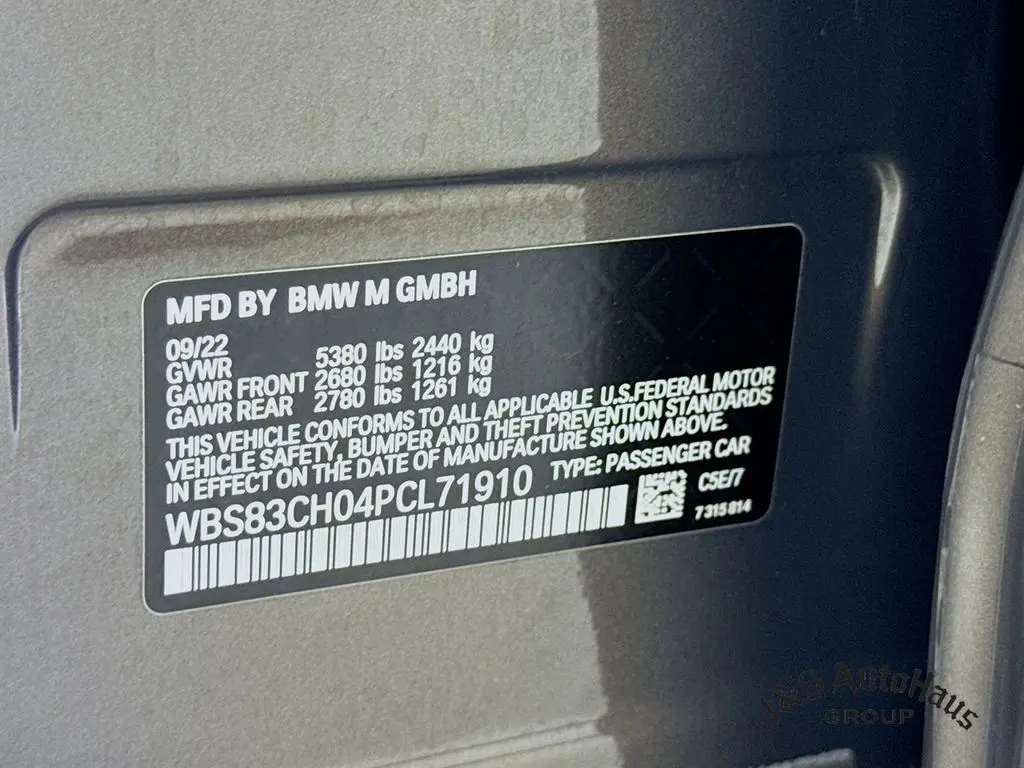 MFD BY BMW M GMBH
09/22
GVWR 5380 lbs 2440 kg
GAWR FRONT 2680 lbs 1216 kg
GAWR REAR 2780 lbs 1261 kg
THIS VEHICLE CONFORMS TO ALL APPLICABLE U.S.FEDERAL MOTOR
VEHICLE SAFETY, BUMPER AND THEFT PREVENTION STANDARDS
IN EFFECT ON THE DATE OF MANUFACTURE SHOWN ABOVE.
WBS83CH04PCL71910 TYPE: PASSENGER CAR
C5E/7
7315814
J&S AutoHaus
GROUP